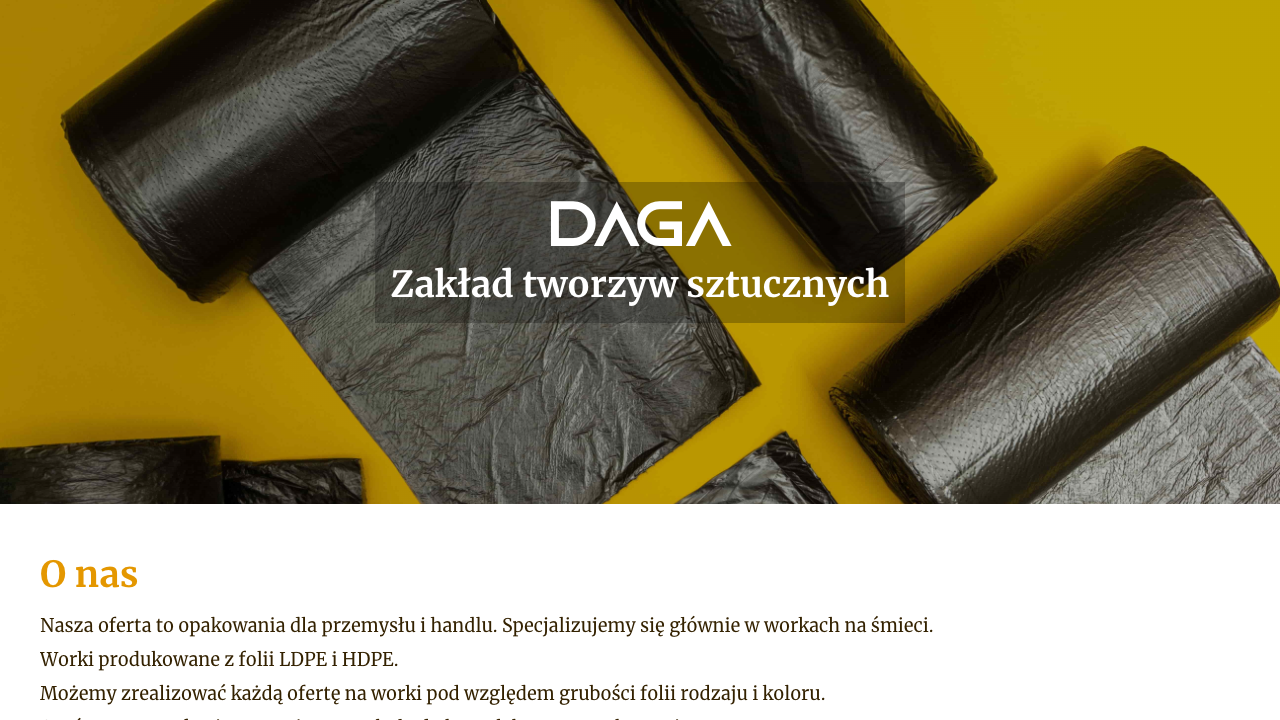 DAGA
Zakład tworzyw sztucznych
O nas
Nasza oferta to opakowania dla przemysłu i handlu. Specjalizujemy się głównie w workach na śmieci.
Worki produkowane z folii LDPE i HDPE.
Możemy zrealizować każdą ofertę na worki pod względem grubości folii rodzaju i koloru.